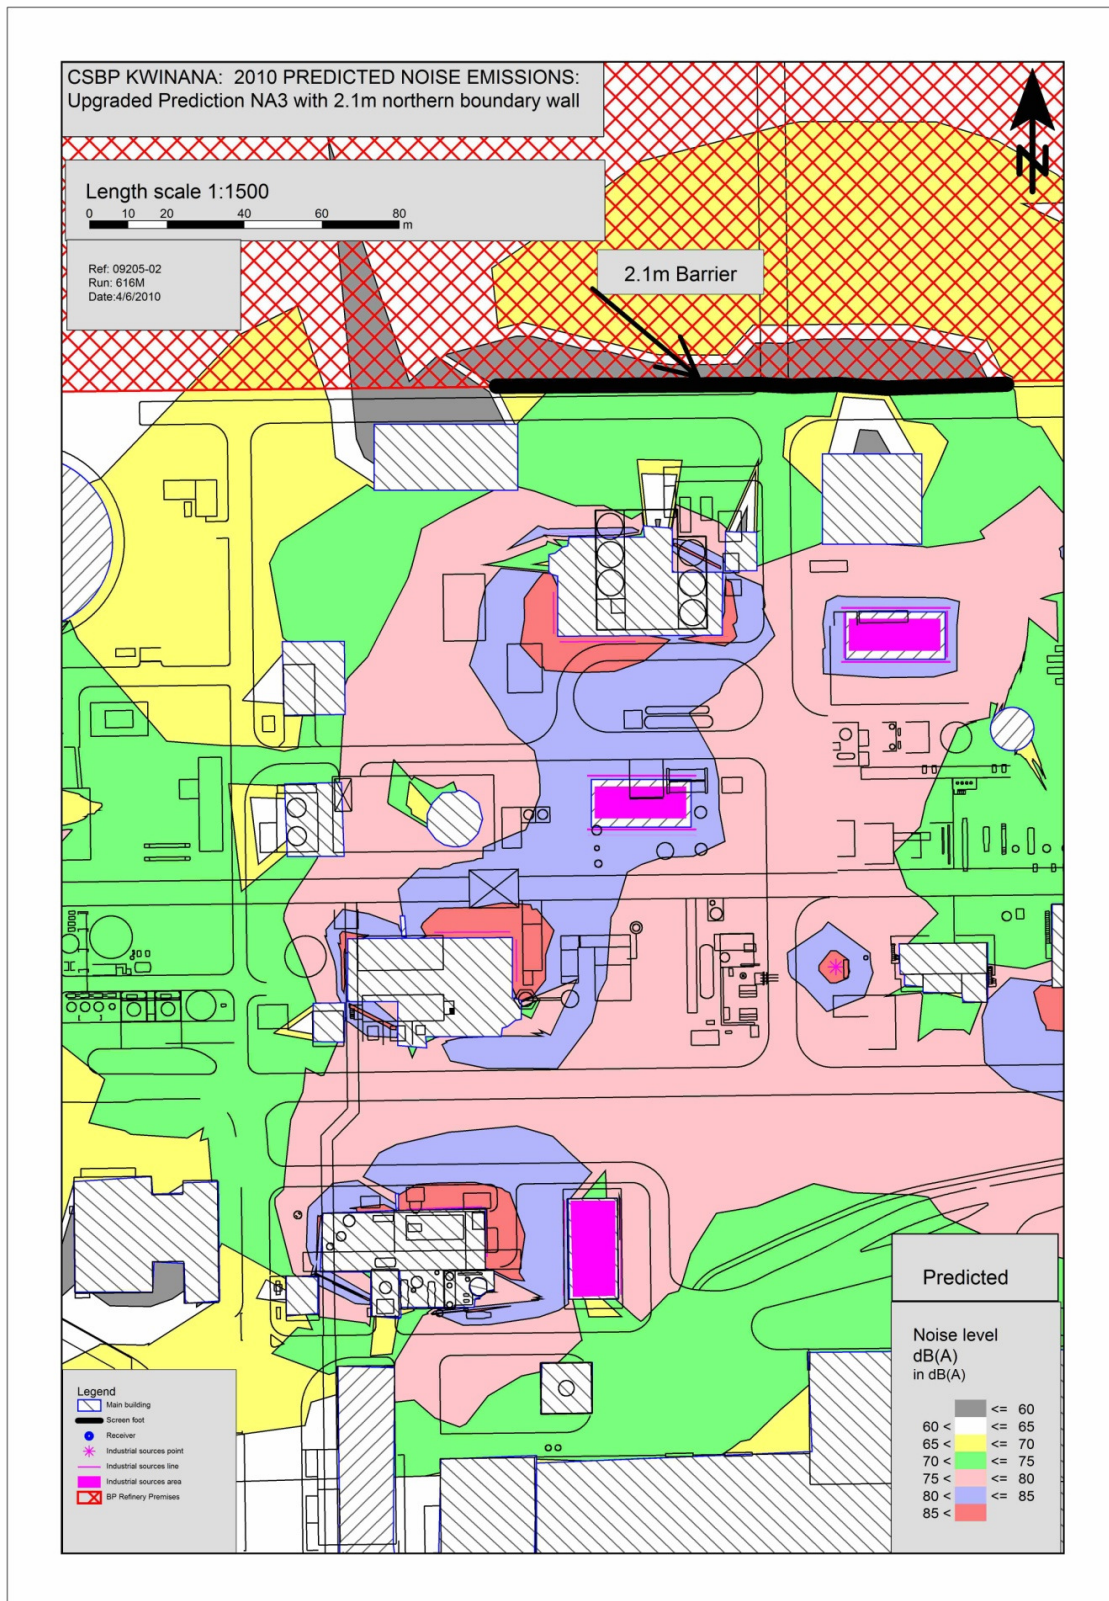 CSBP KWINANA: 2010 PREDICTED NOISE EMISSIONS:
Upgraded Prediction NA3 with 2.1m northern boundary wall
N
Length scale 1:1500
0 10 20 40 60 80
m
Ref: 09205-02
Run: 616M
Date:4/6/2010
2.1m Barrier
Predicted
Noise level
dB(A)
in dB(A)
<= 60
60 < <= 65
65 < <= 70
70 < <= 75
75 < <= 80
80 < <= 85
85 <
Legend
Main building
Screen foot
Receiver
Industrial sources point
Industrial sources line
Industrial sources area
BP Refinery Premises